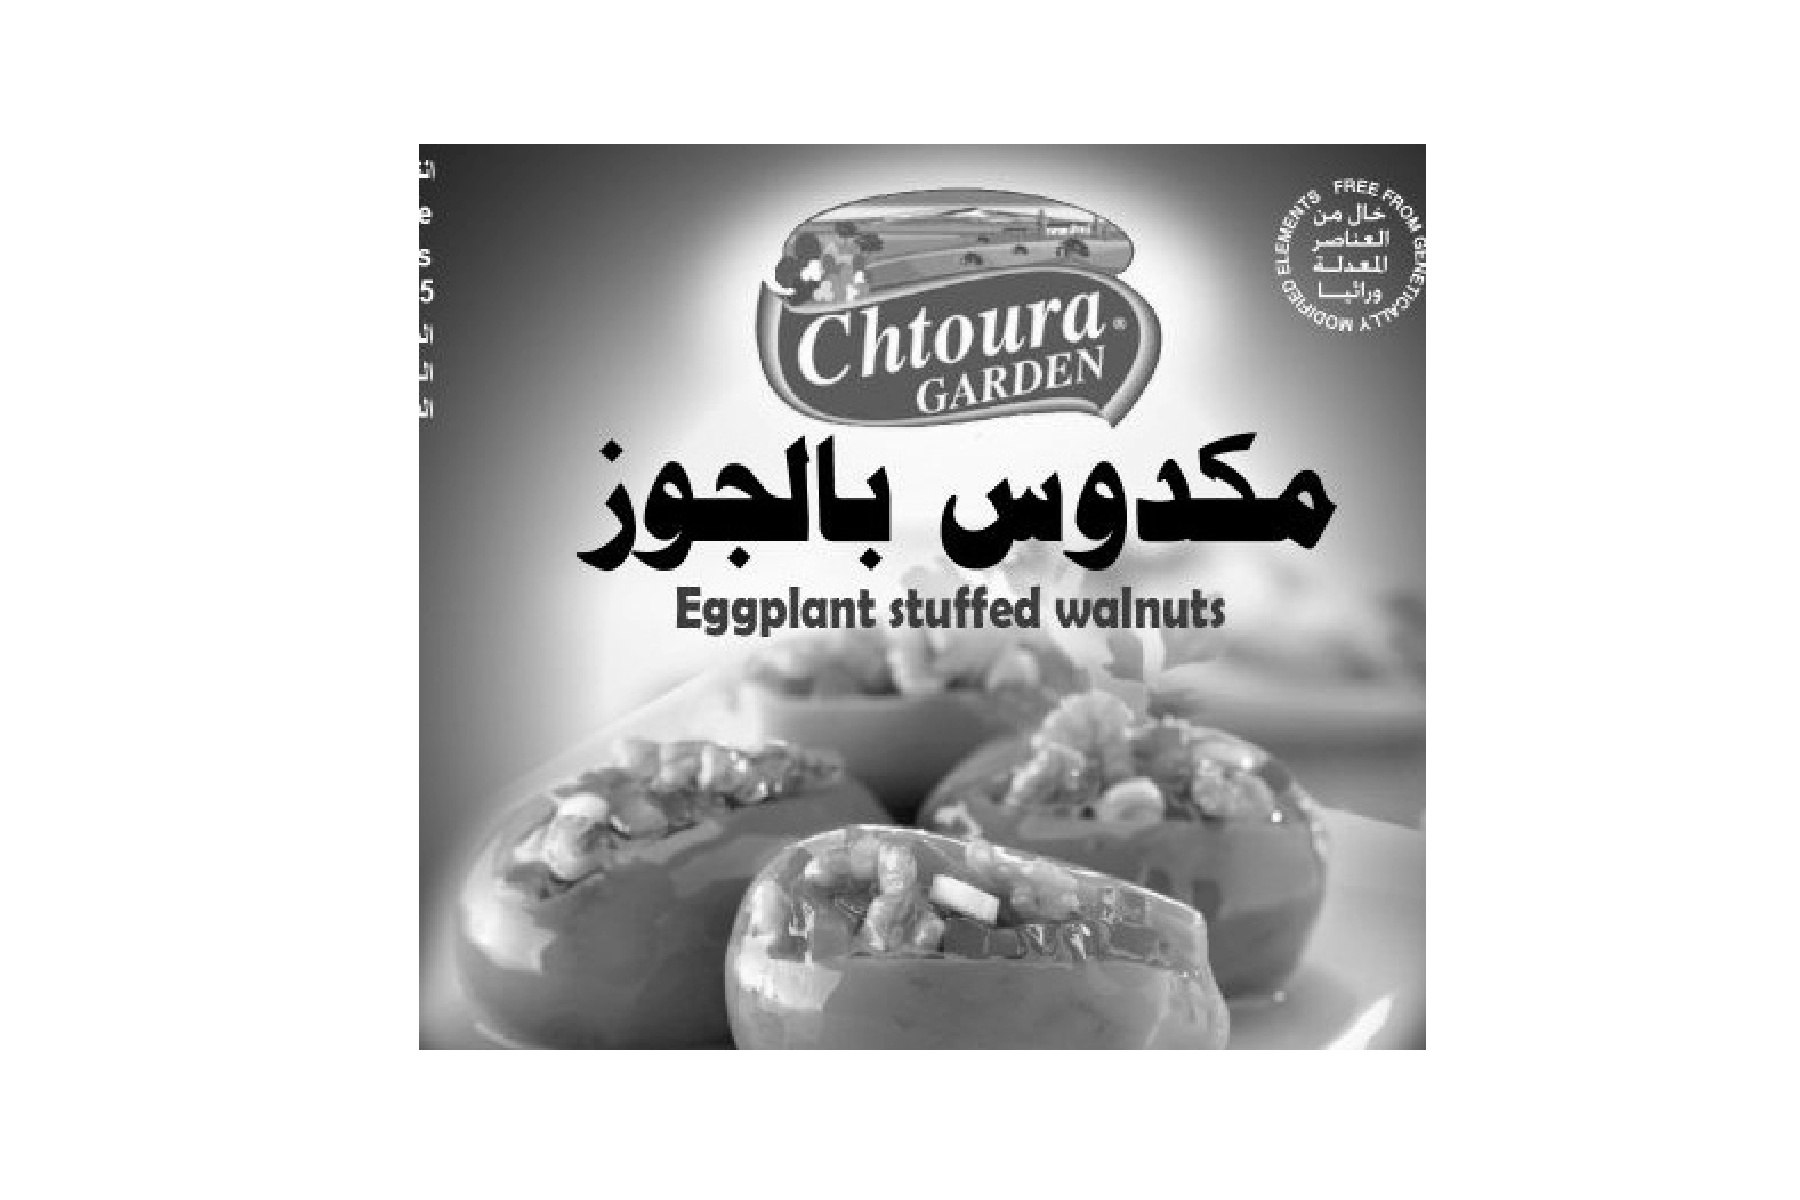 Chtoura®
GARDEN
مكدوس بالجوز
Eggplant stuffed walnuts
FREE FROM GENETICALLY MODIFIED ELEMENTS
خال من
العناصر
المعدلة
وراثيا